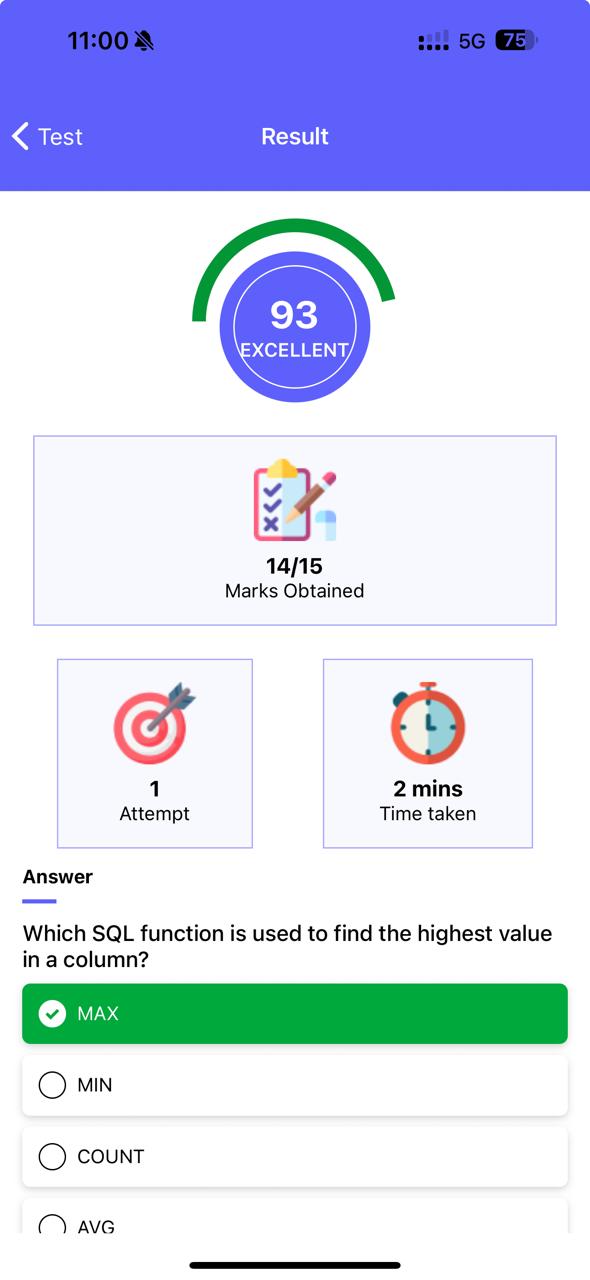 11:00 5G 75
Test Result
93
EXCELLENT
14/15
Marks Obtained
1
Attempt
2 mins
Time taken
Answer
Which SQL function is used to find the highest value
in a column?
MAX
MIN
COUNT
AVG